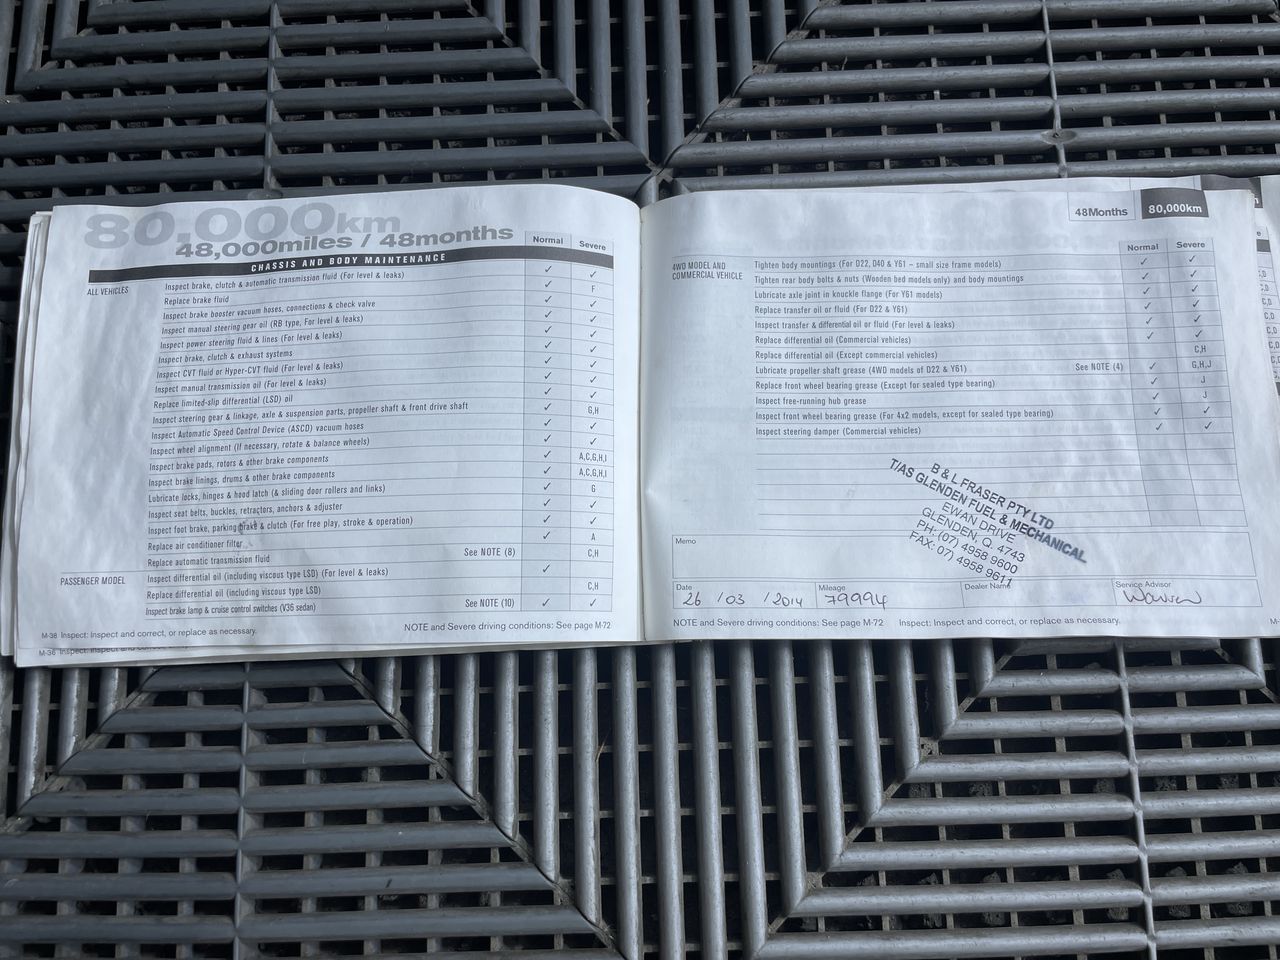 80,000km
48,000miles / 48months
Normal Severe
CHASSIS AND BODY MAINTENANCE
ALL VEHICLES
Inspect brake, clutch & automatic transmission fluid (For level & leaks) ✓ ✓
Replace brake fluid ✓ F
Inspect brake booster vacuum hoses, connections & check valve ✓ ✓
Inspect manual steering gear oil (RB type, For level & leaks) ✓ ✓
Inspect power steering fluid & lines (For level & leaks) ✓ ✓
Inspect brake, clutch & exhaust systems ✓ ✓
Inspect CVT fluid or Hyper-CVT fluid (For level & leaks) ✓ ✓
Inspect manual transmission oil (For level & leaks) ✓ ✓
Replace limited-slip differential (LSD) oil ✓ ✓
Inspect steering gear & linkage, axle & suspension parts, propeller shaft & front drive shaft ✓ G,H
Inspect Automatic Speed Control Device (ASCD) vacuum hoses ✓ ✓
Inspect wheel alignment (If necessary, rotate & balance wheels) ✓ ✓
Inspect brake pads, rotors & other brake components ✓ A,C,G,H,I
Inspect brake linings, drums & other brake components ✓ A,C,G,H,I
Lubricate locks, hinges & hood latch (& sliding door rollers and links) ✓ G
Inspect seat belts, buckles, retractors, anchors & adjuster ✓ ✓
Inspect foot brake, parking brake & clutch (For free play, stroke & operation) ✓ ✓
Replace air conditioner filter ✓ A
Replace automatic transmission fluid See NOTE (8) C,H
PASSENGER MODEL
Inspect differential oil (including viscous type LSD) (For level & leaks) ✓
Replace differential oil (including viscous type LSD) C,H
Inspect brake lamp & cruise control switches (V36 sedan) See NOTE (10) ✓ ✓
M-38 Inspect: Inspect and correct, or replace as necessary.
NOTE and Severe driving conditions: See page M-72
M-36 Inspect: Inspect and
48Months 80,000km
Normal Severe
4WD MODEL AND
COMMERCIAL VEHICLE
Tighten body mountings (For D22, D40 & Y61 – small size frame models) ✓ ✓
Tighten rear body bolts & nuts (Wooden bed models only) and body mountings ✓ ✓
Lubricate axle joint in knuckle flange (For Y61 models) ✓ ✓
Replace transfer oil or fluid (For D22 & Y61) ✓ ✓
Inspect transfer & differential oil or fluid (For level & leaks) ✓ ✓
Replace differential oil (Commercial vehicles) ✓ ✓
Replace differential oil (Except commercial vehicles) C,H
Lubricate propeller shaft grease (4WD models of D22 & Y61) See NOTE (4) ✓ G,H,J
Replace front wheel bearing grease (Except for sealed type bearing) ✓ J
Inspect free-running hub grease ✓ J
Inspect front wheel bearing grease (For 4x2 models, except for sealed type bearing) ✓ ✓
Inspect steering damper (Commercial vehicles) ✓ ✓
B & L FRASER PTY LTD
T/AS GLENDEN FUEL & MECHANICAL
EWAN DRIVE
GLENDEN, Q. 4743
PH: (07) 4958 9600
FAX: 07) 4958 9611
Memo
Date Mileage Dealer Name Service Advisor
26 /03 /2014 79994 Warren
NOTE and Severe driving conditions: See page M-72
Inspect: Inspect and correct, or replace as necessary.
M-